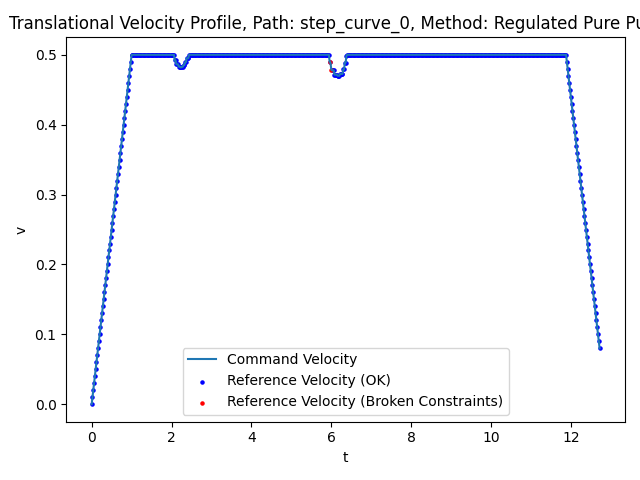 Translational Velocity Profile, Path: step_curve_0, Method: Regulated Pure
v
0.5
0.4
0.3
0.2
0.1
0.0
Command Velocity
Reference Velocity (OK)
Reference Velocity (Broken Constraints)
0 2 4 6 8 10 12
t